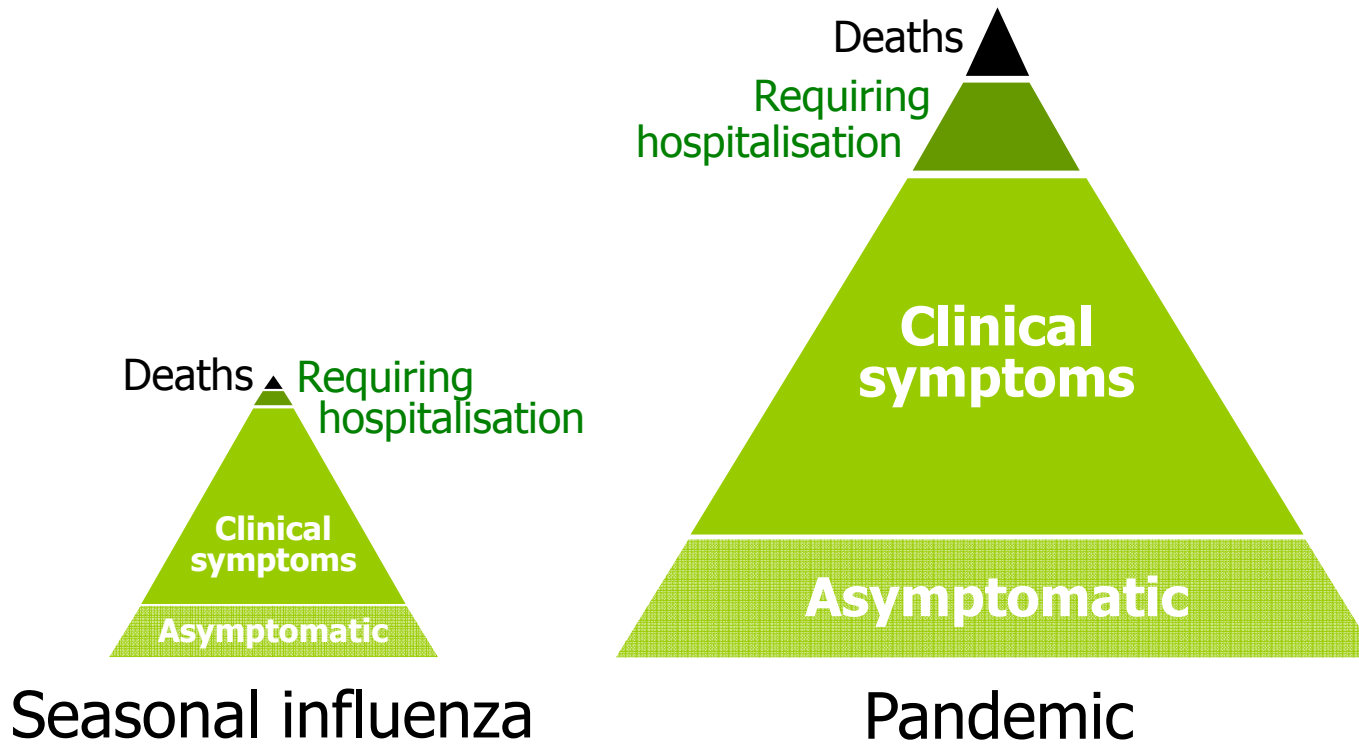 Deaths
Requiring
hospitalisation
Clinical
symptoms
Asymptomatic
Seasonal influenza
Deaths
Requiring
hospitalisation
Clinical
symptoms
Asymptomatic
Pandemic